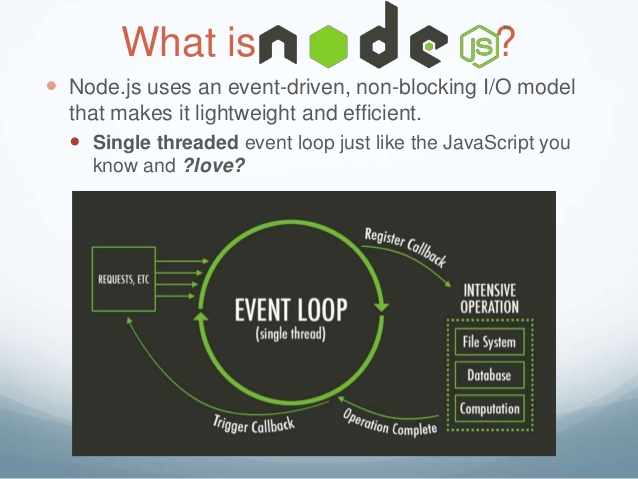 What is node JS ?
Node.js uses an event-driven, non-blocking I/O model
that makes it lightweight and efficient.
Single threaded event loop just like the JavaScript you
know and ?love?
REQUESTS, ETC
EVENT LOOP
(single thread)
Register Callback
INTENSIVE
OPERATION
File System
Database
Computation
Operation Complete
Trigger Callback